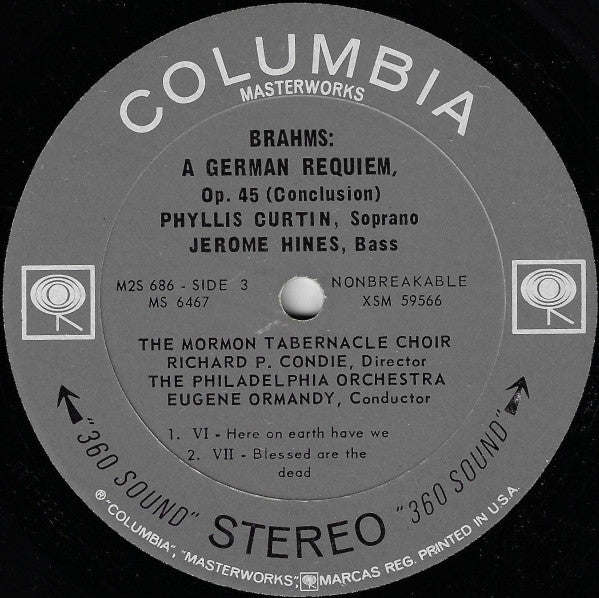 COLUMBIA
MASTERWORKS
BRAHMS:
A GERMAN REQUIEM,
Op. 45 (Conclusion)
PHYLLIS CURTIN, Soprano
JEROME HINES, Bass
M2S 686 - SIDE 3
MS 6467
NONBREAKABLE
XSM 59566
THE MORMON TABERNACLE CHOIR
RICHARD P. CONDIE, Director
THE PHILADELPHIA ORCHESTRA
EUGENE ORMANDY, Conductor
1. VI - Here on earth have we
2. VII - Blessed are the
dead
"360 SOUND" STEREO "360 SOUND"
® "COLUMBIA", "MASTERWORKS", MARCAS REG. PRINTED IN U.S.A.